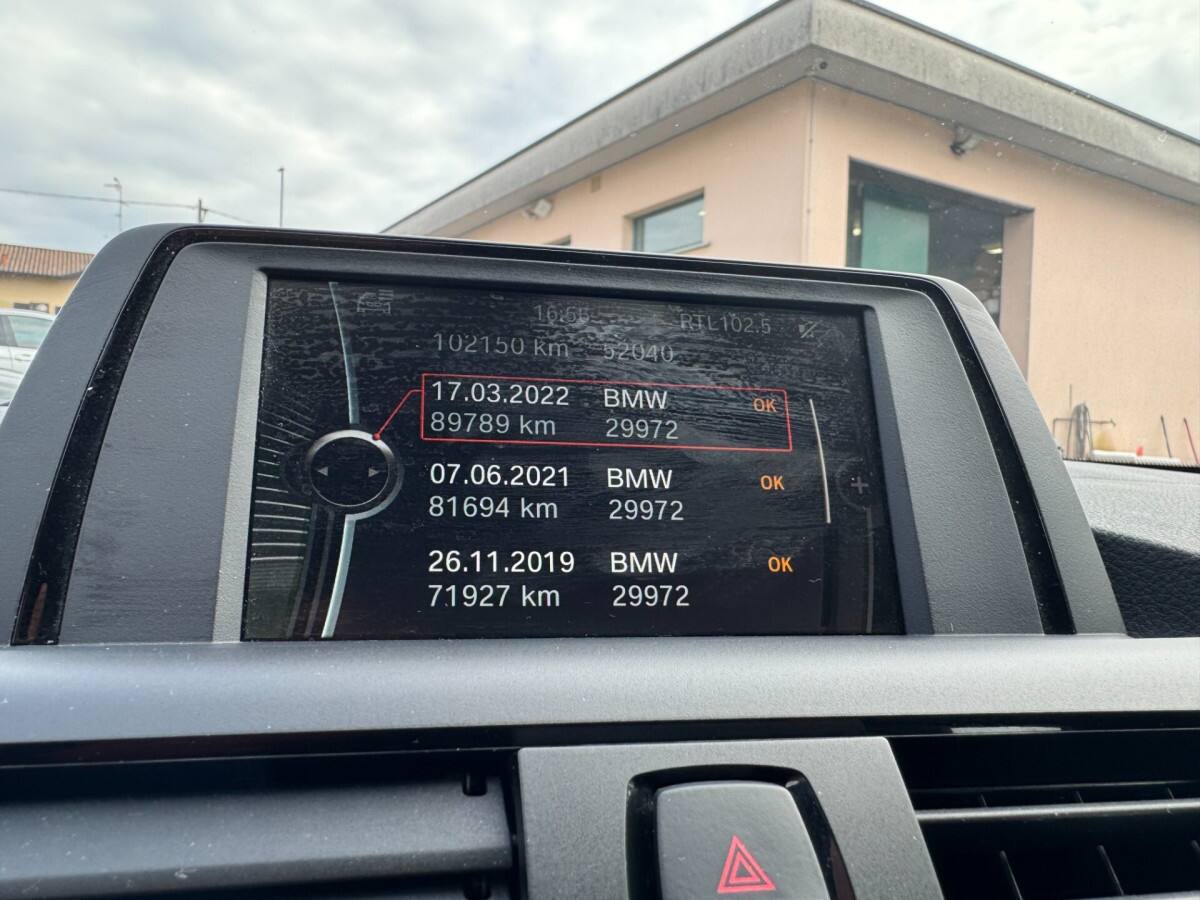 16:56 RTL102.5
102150 km 52040
17.03.2022 BMW OK
89789 km 29972
07.06.2021 BMW OK
81694 km 29972
26.11.2019 BMW OK
71927 km 29972
+